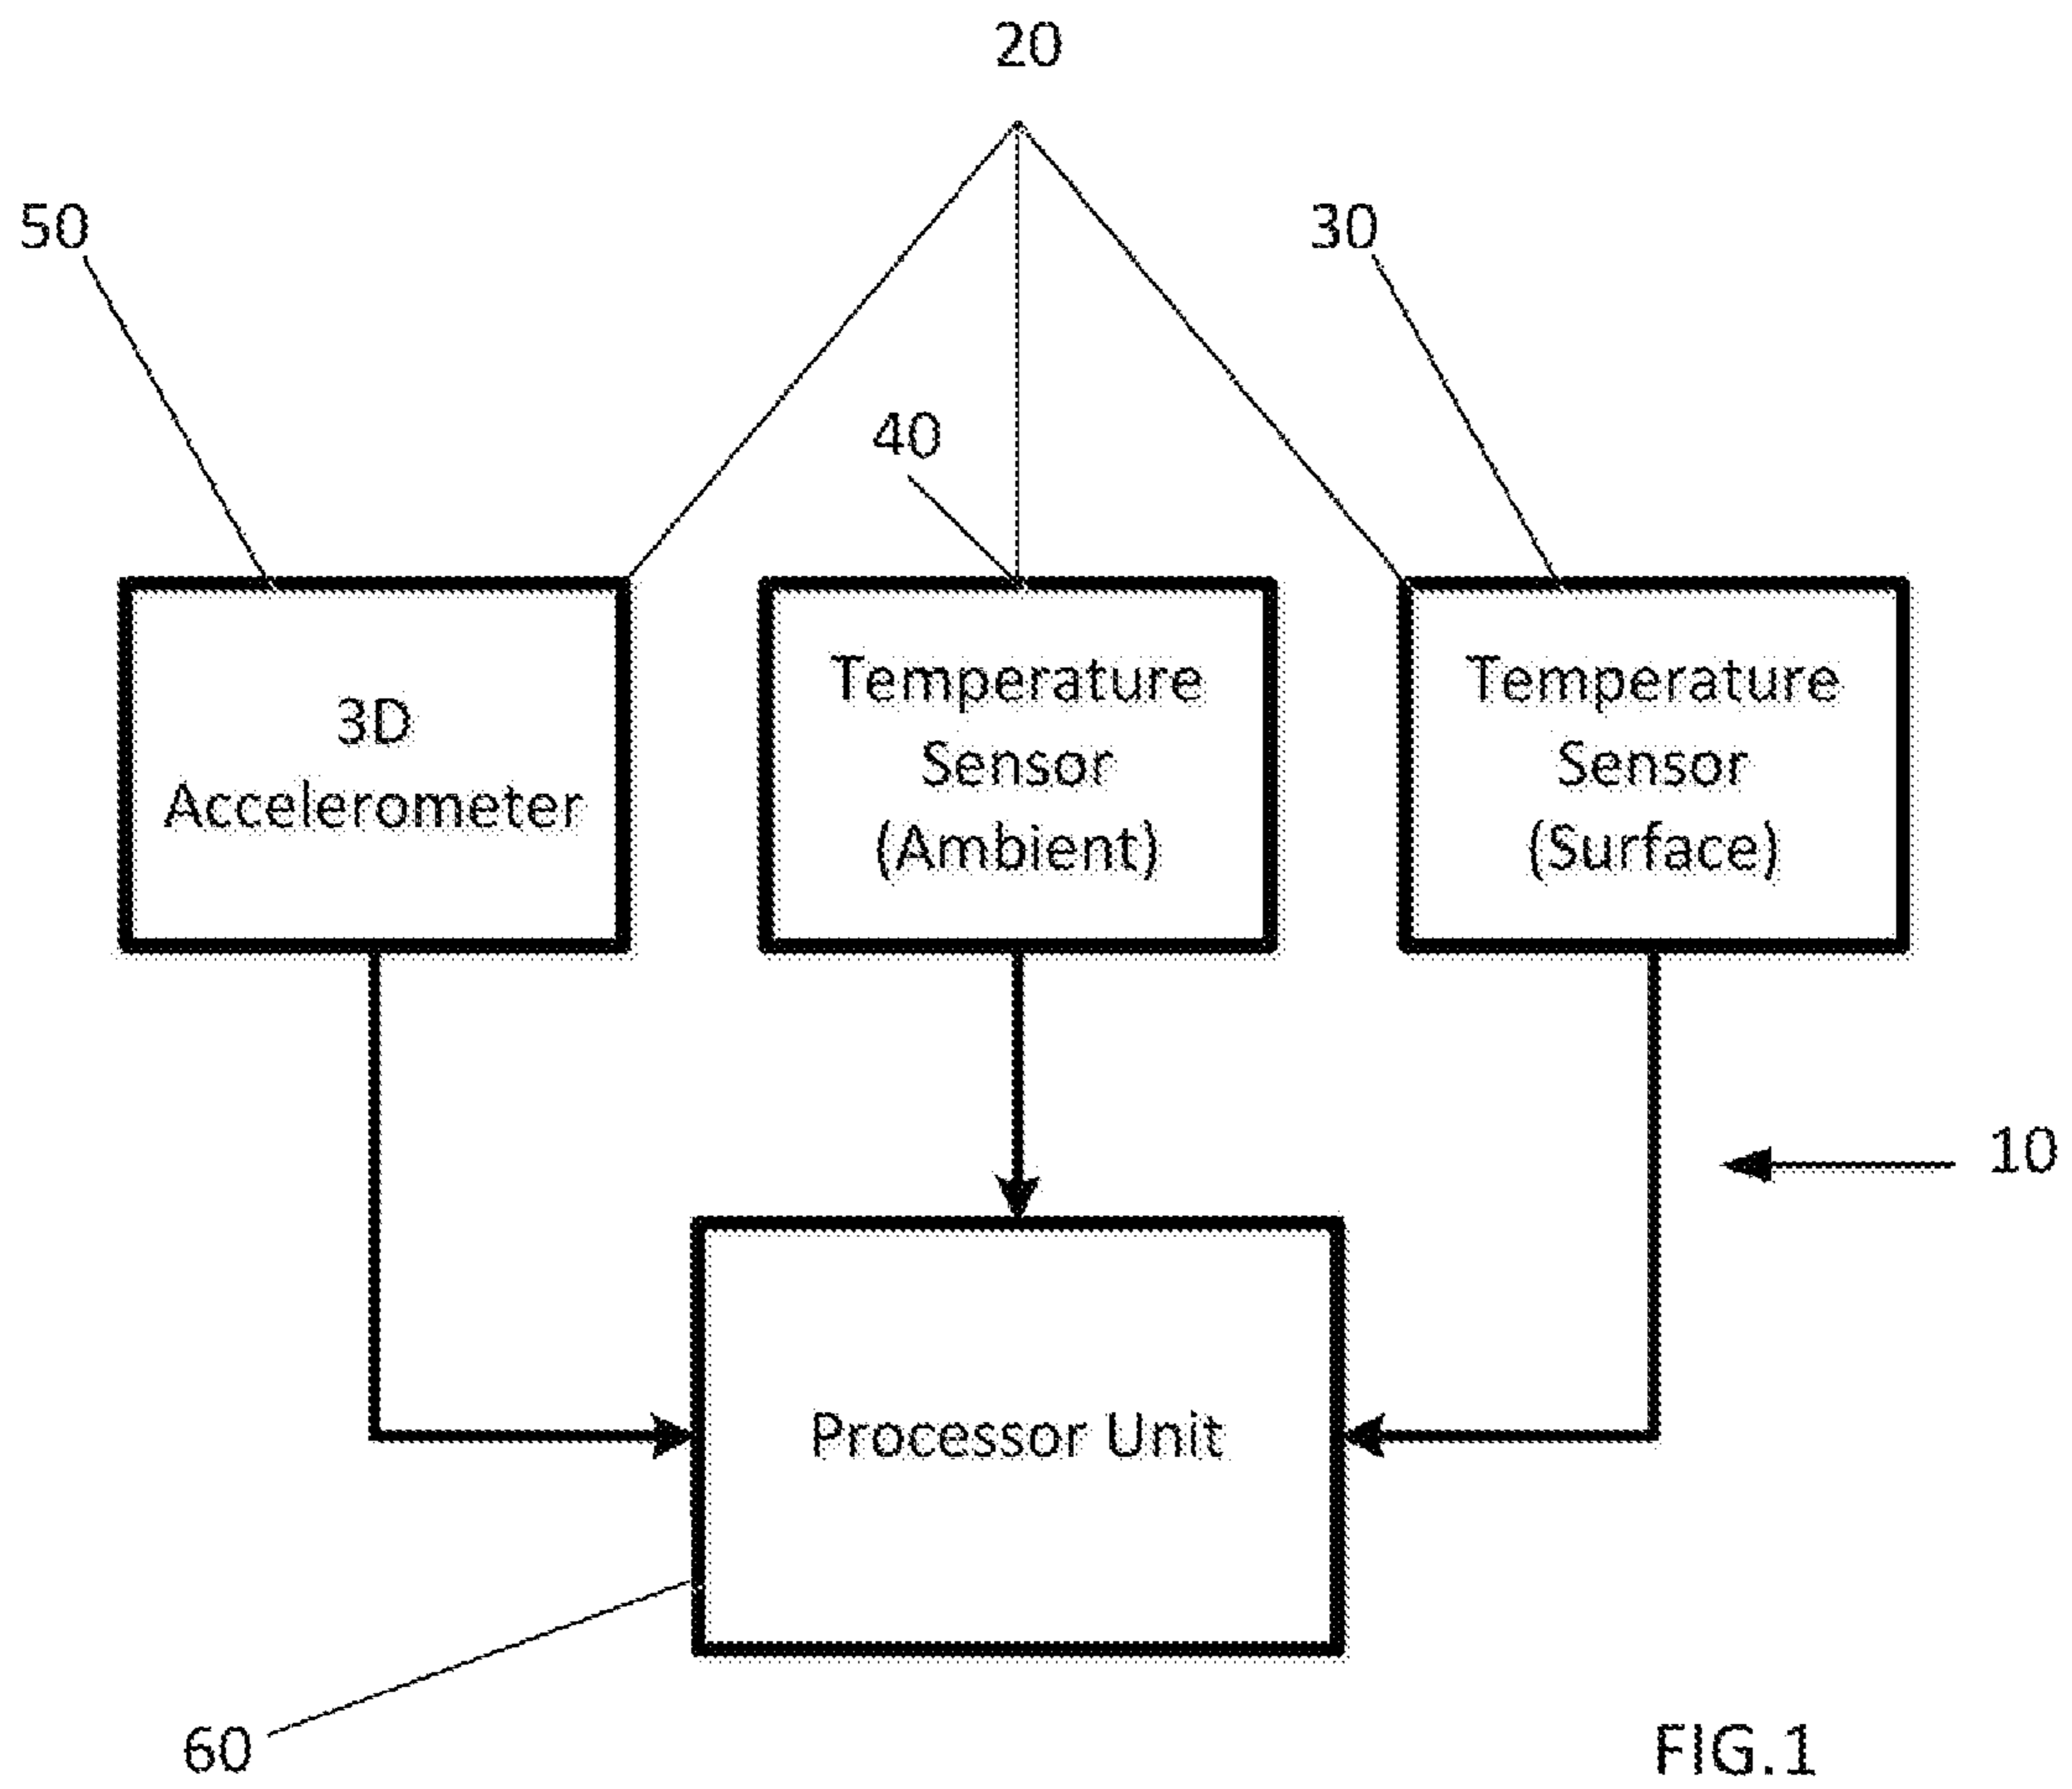 20
50
30
40
3D
Accelerometer
Temperature
Sensor
(Ambient)
Temperature
Sensor
(Surface)
10
Processor Unit
60
FIG.1